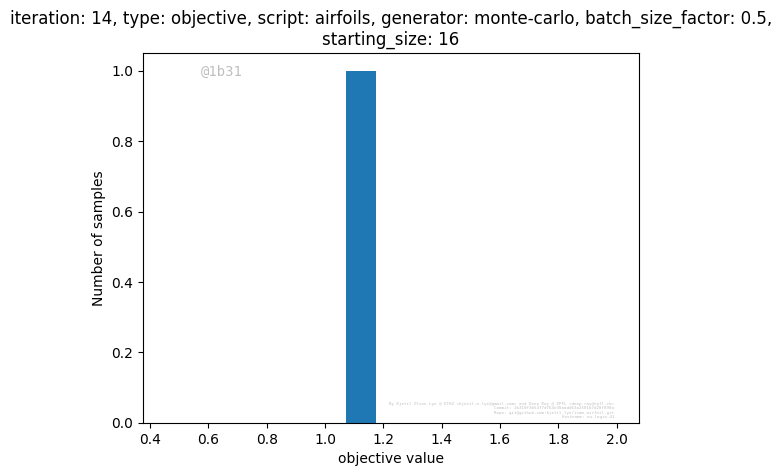 iteration: 14, type: objective, script: airfoils, generator: monte-carlo, batch_size_factor: 0.5,
starting_size: 16
@1b31
1.0
0.8
0.6
0.4
0.2
0.0
Number of samples
0.4 0.6 0.8 1.0 1.2 1.4 1.6 1.8 2.0
objective value